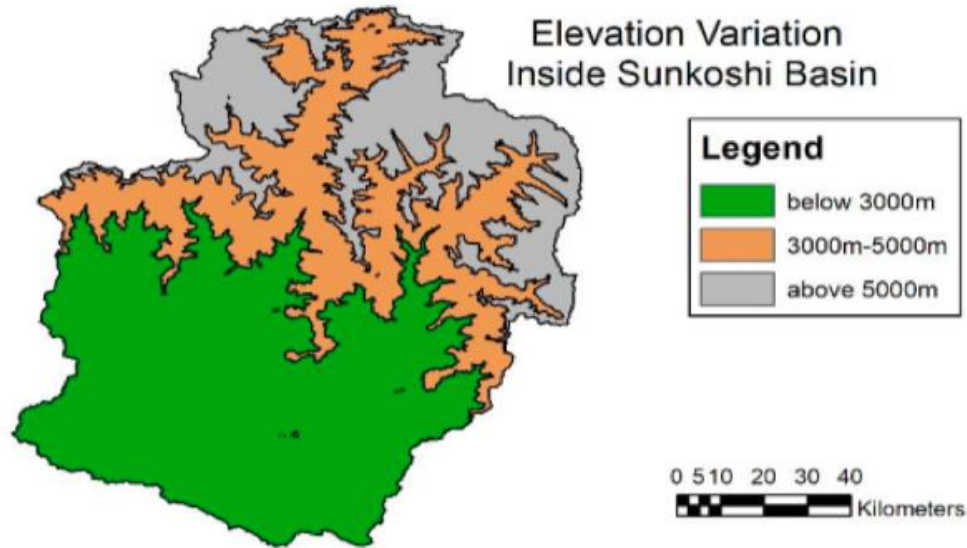 Elevation Variation
Inside Sunkoshi Basin
Legend
below 3000m
3000m-5000m
above 5000m
0 5 10 20 30 40
Kilometers